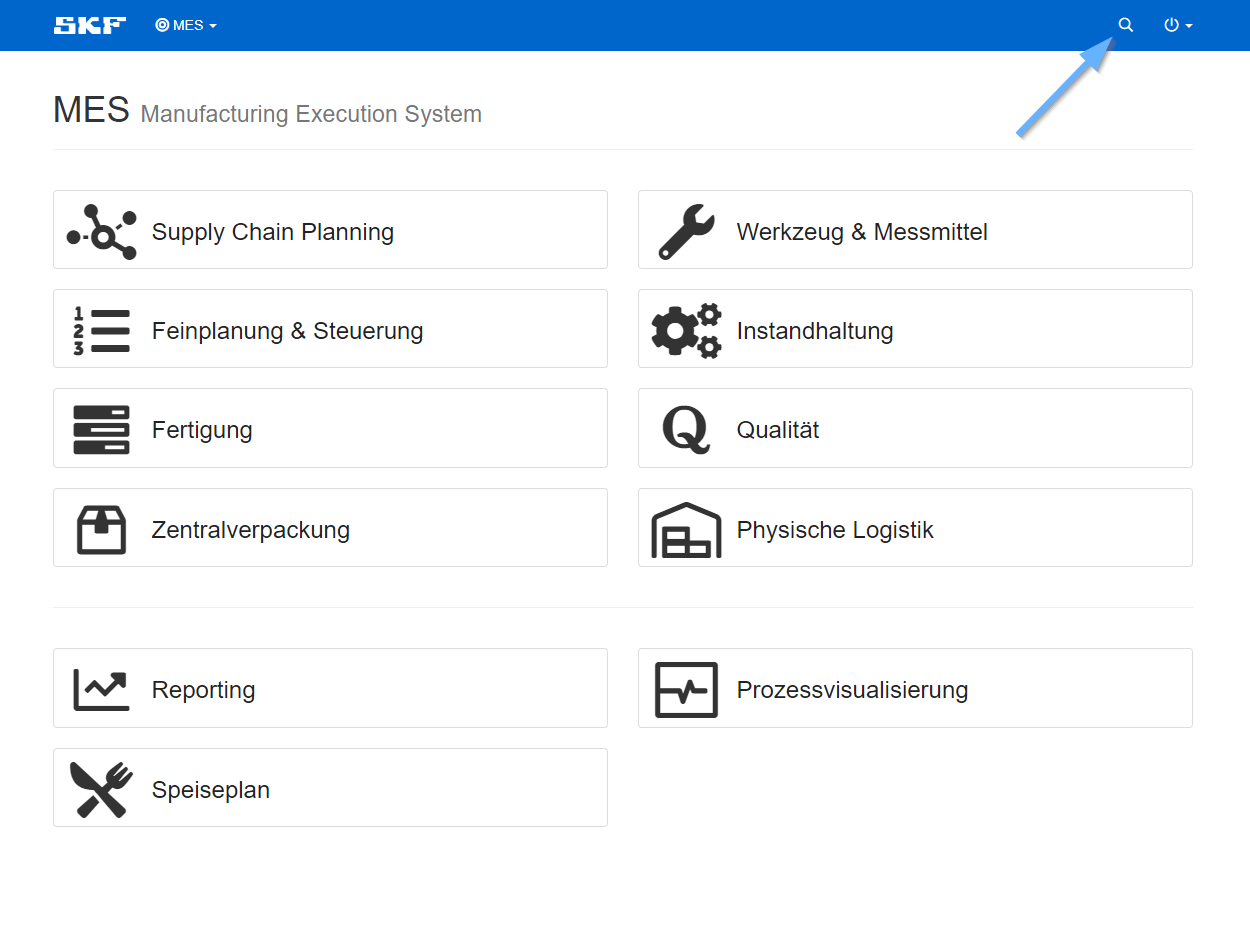 SKF MES
MES Manufacturing Execution System
Supply Chain Planning
Werkzeug & Messmittel
1 2 3 Feinplanung & Steuerung
Instandhaltung
Fertigung
Q Qualität
Zentralverpackung
Physische Logistik
Reporting
Prozessvisualisierung
Speiseplan